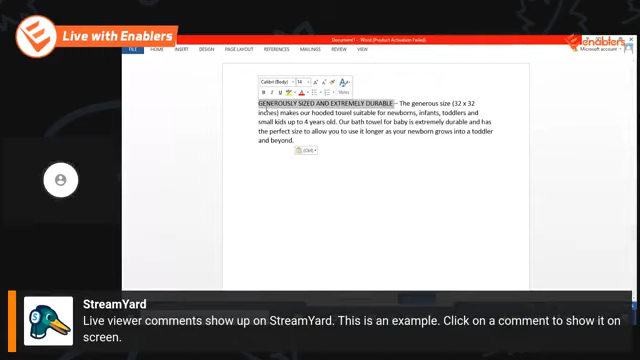 Live with Enablers
Document1 - Word (Product Activation Failed)
Enablers
Microsoft account
FILE HOME INSERT DESIGN PAGE LAYOUT REFERENCES MAILINGS REVIEW VIEW
Calibri (Body) 14
B I U Styles
GENEROUSLY SIZED AND EXTREMELY DURABLE – The generous size (32 x 32
inches) makes our hooded towel suitable for newborns, infants, toddlers and
small kids up to 4 years old. Our bath towel for baby is extremely durable and has
the perfect size to allow you to use it longer as your newborn grows into a toddler
and beyond.
(Ctrl)
StreamYard
Live viewer comments show up on StreamYard. This is an example. Click on a comment to show it on
screen.